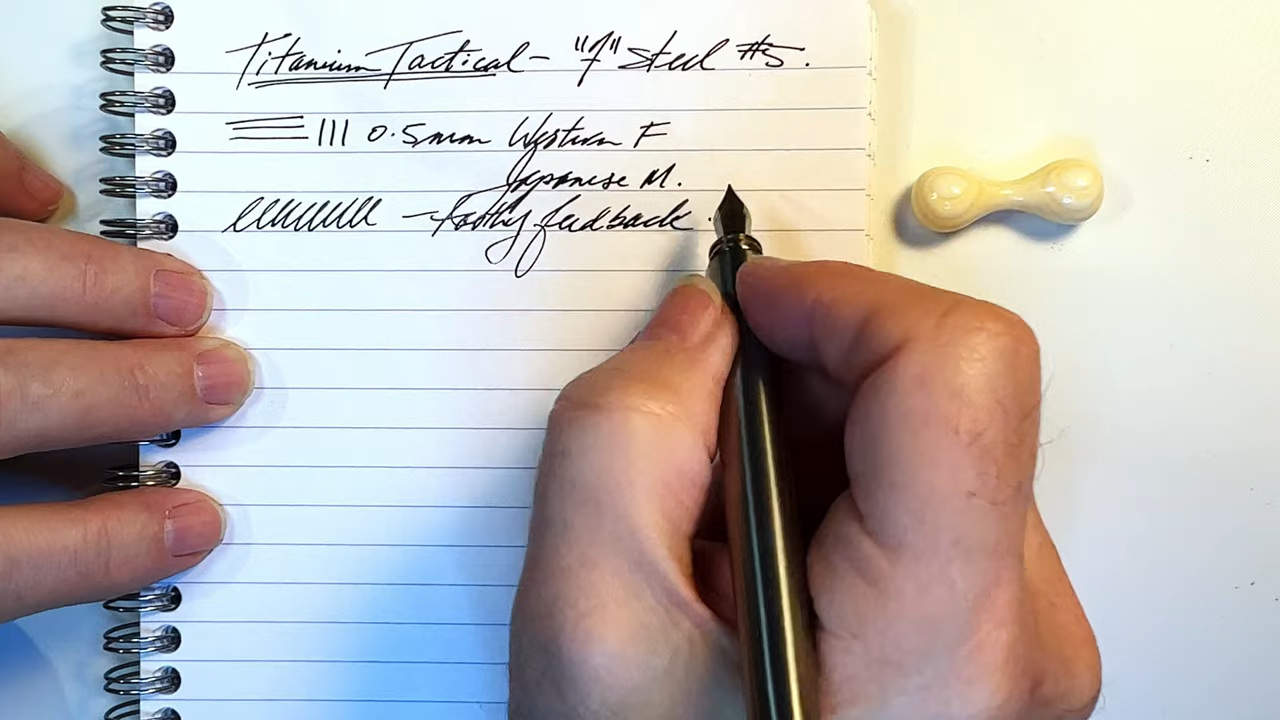 Titanium Tactical - "f" Steel #5.
0.5mm Western F
Japanese M.
- Toothy feedback.